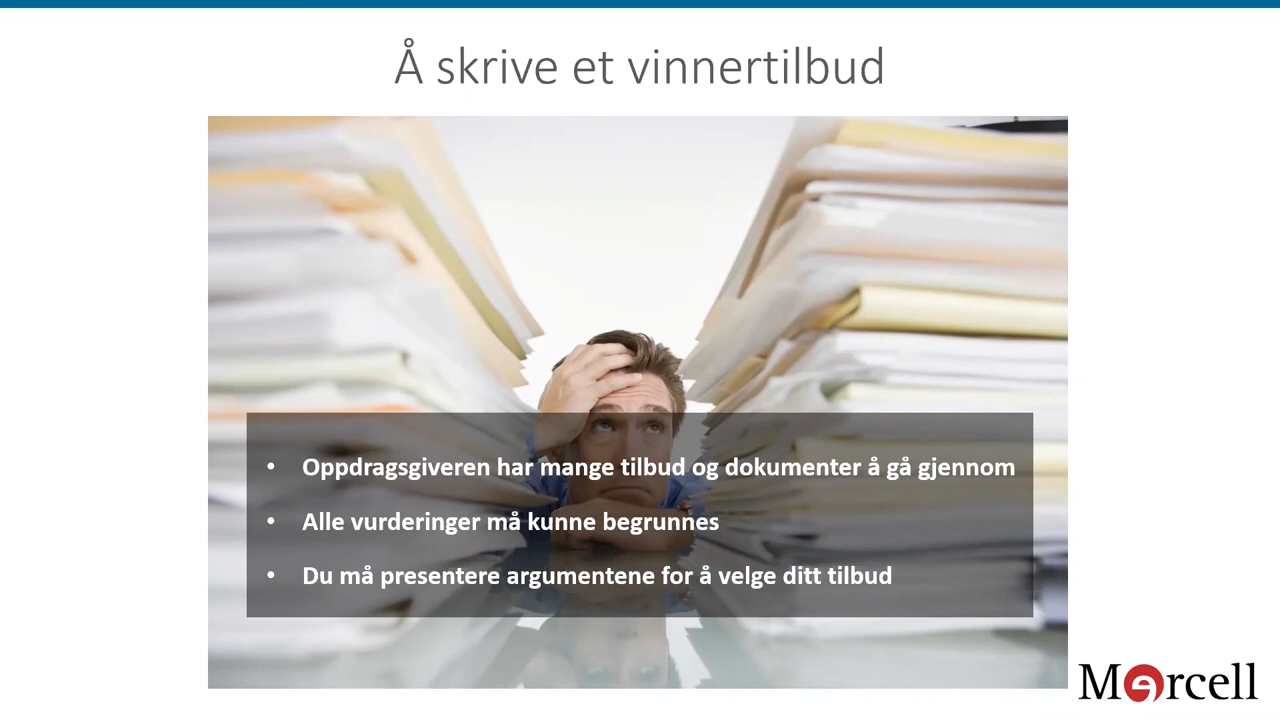 Å skrive et vinnertilbud
• Oppdragsgiveren har mange tilbud og dokumenter å gå gjennom
• Alle vurderinger må kunne begrunnes
• Du må presentere argumentene for å velge ditt tilbud
Mercell